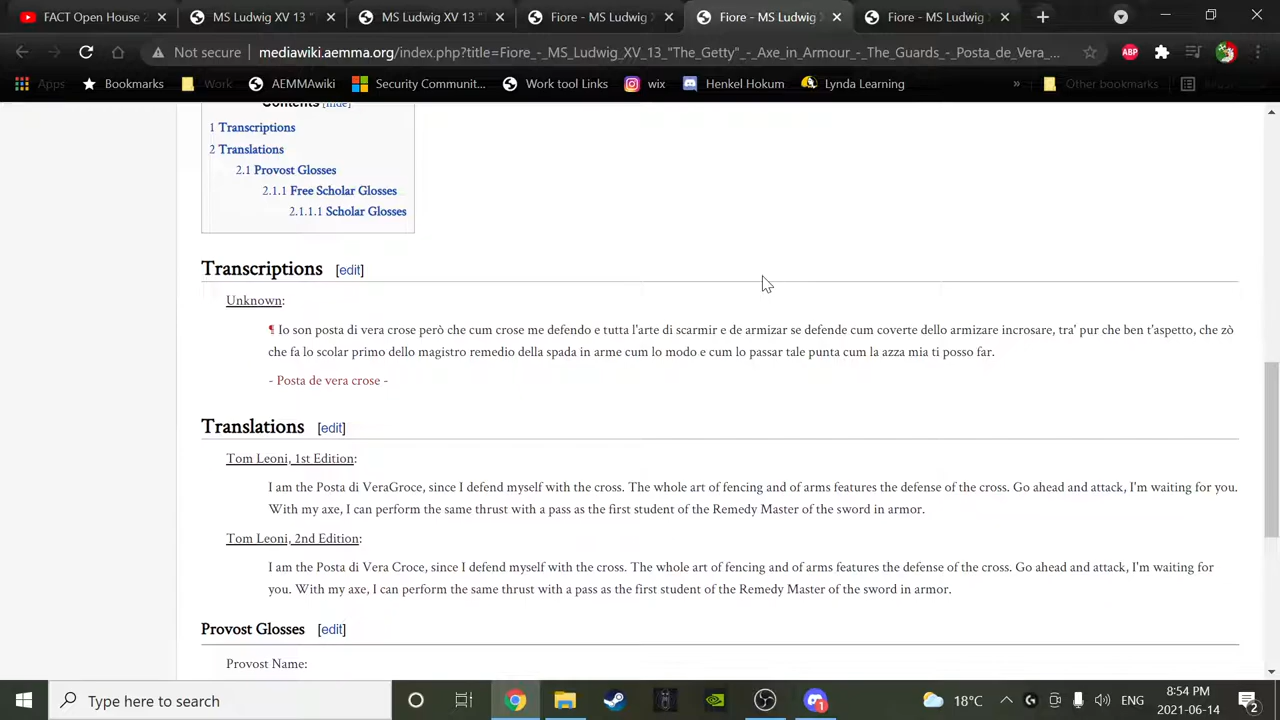 FACT Open House 2
MS Ludwig XV 13 "
MS Ludwig XV 13 "
Fiore - MS Ludwig
Fiore - MS Ludwig
Fiore - MS Ludwig
Not secure mediawiki.aemma.org/index.php?title=Fiore_-_MS_Ludwig_XV_13_"The_Getty"_-_Axe_in_Armour_-_The_Guards_-_Posta_de_Vera_...
ABP
Apps Bookmarks Work AEMMAwiki Security Communit... Work tool Links wix Henkel Hokum Lynda Learning » Other bookmarks
Contents [hide]
1 Transcriptions
2 Translations
2.1 Provost Glosses
2.1.1 Free Scholar Glosses
2.1.1.1 Scholar Glosses
Transcriptions [edit]
Unknown:
¶ Io son posta di vera crose però che cum crose me defendo e tutta l'arte di scarmir e de armizar se defende cum coverte dello armizare incrosare, tra' pur che ben t'aspetto, che zò
che fa lo scolar primo dello magistro remedio della spada in arme cum lo modo e cum lo passar tale punta cum la azza mia ti posso far.
- Posta de vera crose -
Translations [edit]
Tom Leoni, 1st Edition:
I am the Posta di VeraGroce, since I defend myself with the cross. The whole art of fencing and of arms features the defense of the cross. Go ahead and attack, I'm waiting for you.
With my axe, I can perform the same thrust with a pass as the first student of the Remedy Master of the sword in armor.
Tom Leoni, 2nd Edition:
I am the Posta di Vera Croce, since I defend myself with the cross. The whole art of fencing and of arms features the defense of the cross. Go ahead and attack, I'm waiting for
you. With my axe, I can perform the same thrust with a pass as the first student of the Remedy Master of the sword in armor.
Provost Glosses [edit]
Provost Name:
Type here to search
18°C
ENG
8:54 PM
2021-06-14
1
2